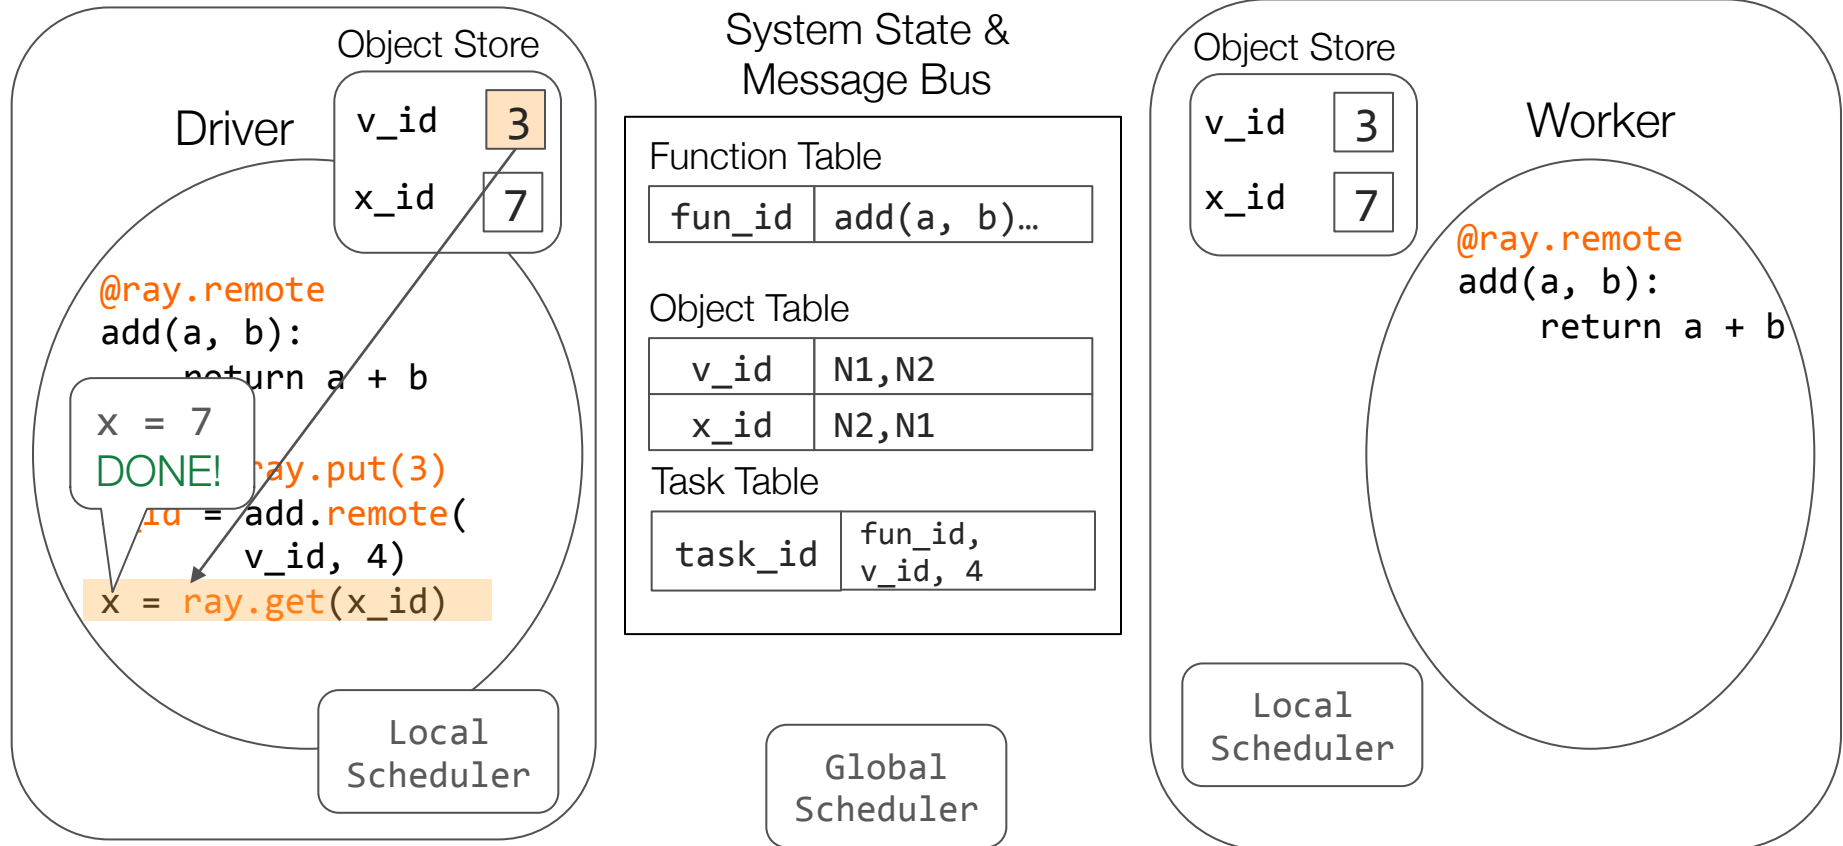 Object Store
Driver
v_id 3
x_id 7
@ray.remote
add(a, b):
return a + b
x = 7
DONE!
ray.put(3)
id = add.remote(
v_id, 4)
x = ray.get(x_id)
Local
Scheduler
System State &
Message Bus
Function Table
fun_id add(a, b)…
Object Table
v_id N1,N2
x_id N2,N1
Task Table
task_id fun_id,
v_id, 4
Global
Scheduler
Object Store
v_id 3
x_id 7
Worker
@ray.remote
add(a, b):
return a + b
Local
Scheduler